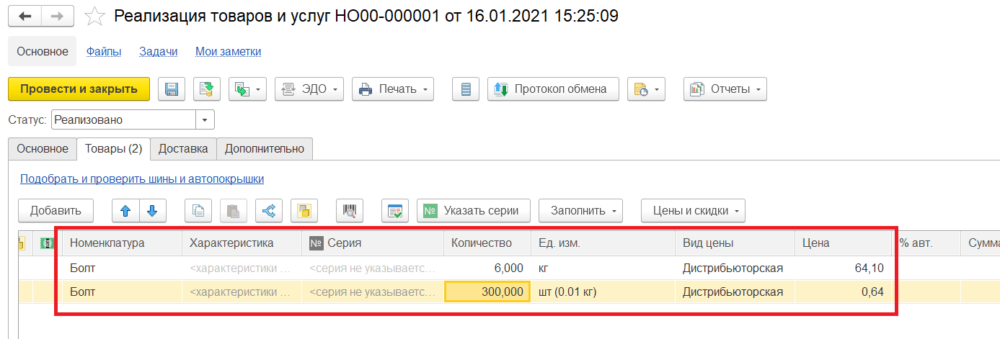 Реализация товаров и услуг НО00-000001 от 16.01.2021 15:25:09
Основное Файлы Задачи Мои заметки
Провести и закрыть ЭДО Печать Протокол обмена Отчеты
Статус: Реализовано
Основное Товары (2) Доставка Дополнительно
Подобрать и проверить шины и автопокрышки
Добавить № Указать серии Заполнить Цены и скидки
Номенклатура Характеристика № Серия Количество Ед. изм. Вид цены Цена % авт. Сумма
Болт <характеристики ... <серия не указываетс... 6,000 кг Дистрибьюторская 64,10
Болт <характеристики ... <серия не указываетс... 300,000 шт (0.01 кг) Дистрибьюторская 0,64